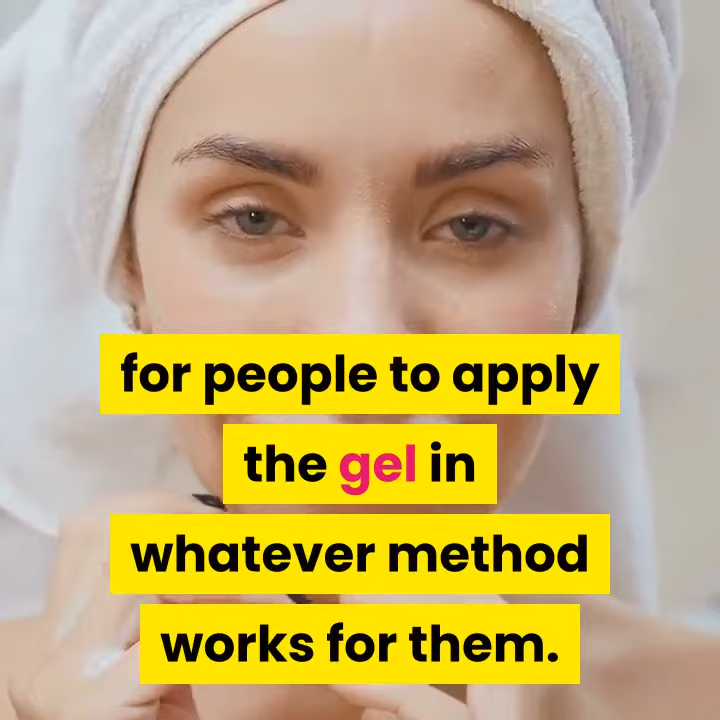 for people to apply
the gel in
whatever method
works for them.